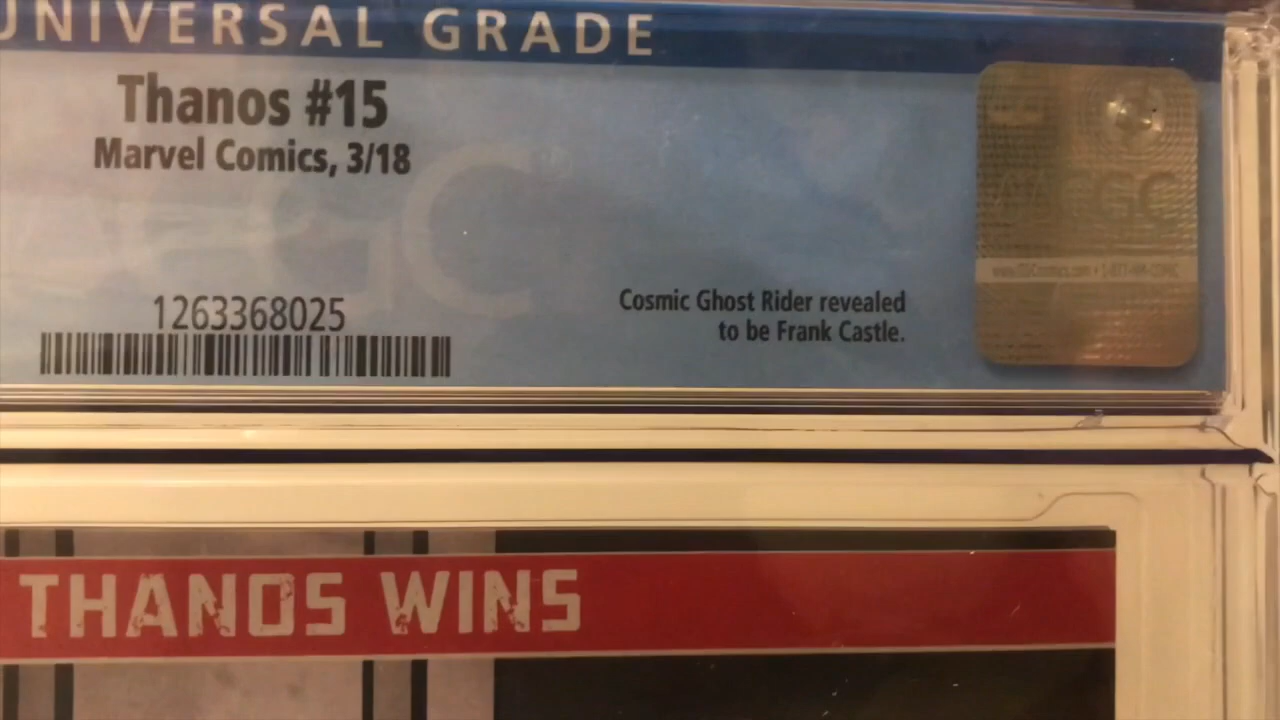 UNIVERSAL GRADE
Thanos #15
Marvel Comics, 3/18
CGC
1263368025
Cosmic Ghost Rider revealed
to be Frank Castle.
THANOS WINS